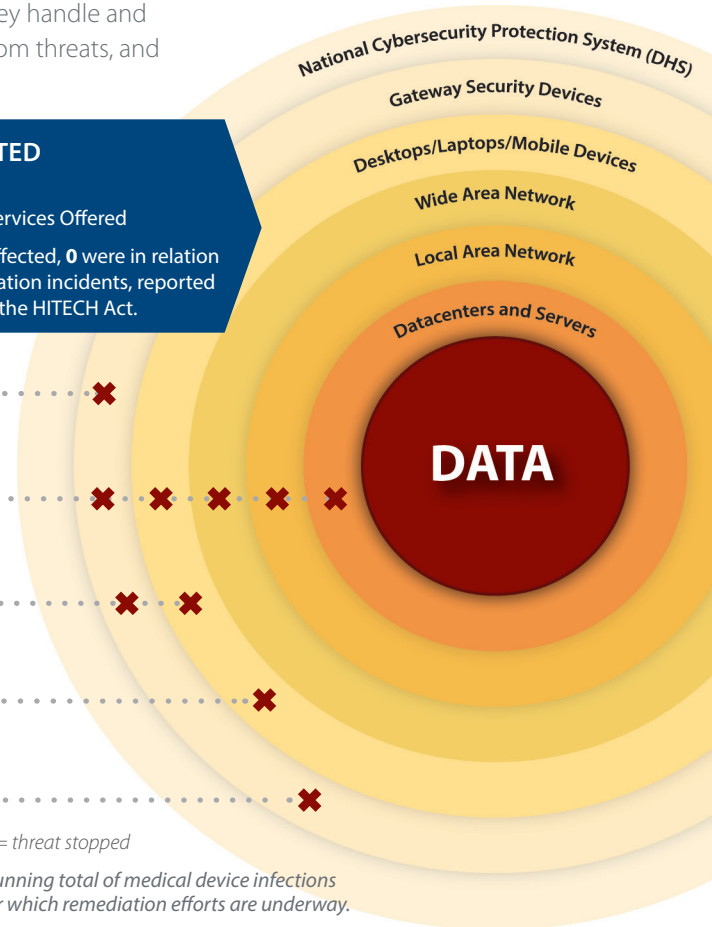 ey handle and
om threats, and
National Cybersecurity Protection System (DHS)
Gateway Security Devices
Desktops/Laptops/Mobile Devices
Wide Area Network
Local Area Network
Datacenters and Servers
DATA
TED
ervices Offered
ffected, 0 were in relation
ation incidents, reported
the HITECH Act.
= threat stopped
unning total of medical device infections
r which remediation efforts are underway.